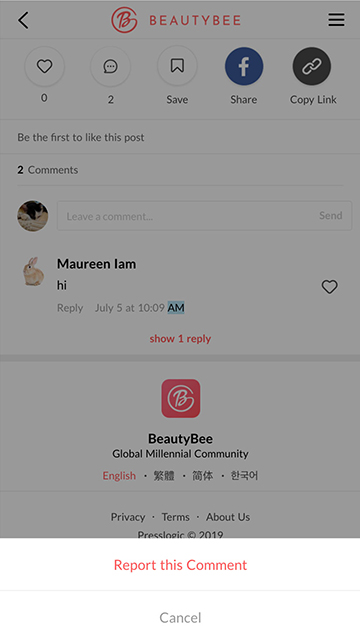 BEAUTYBEE
0
2
Save
Share
Copy Link
Be the first to like this post
2 Comments
Leave a comment...
Send
Maureen Iam
hi
Reply July 5 at 10:09 AM
show 1 reply
BeautyBee
Global Millennial Community
English · 繁體 · 简体 · 한국어
Privacy · Terms · About Us
Presslogic © 2019
Report this Comment
Cancel